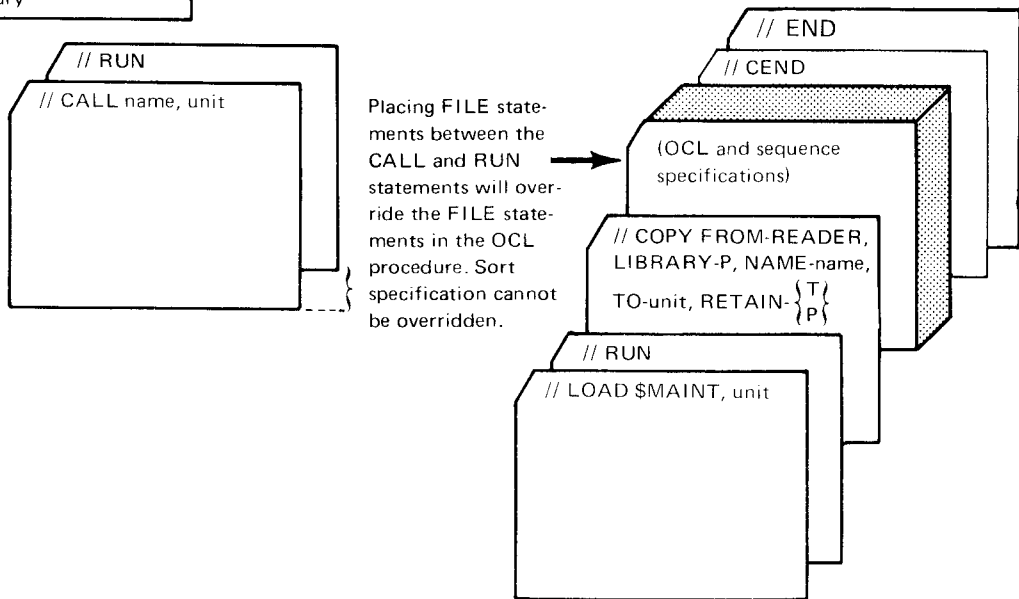 // RUN
// CALL name, unit
Placing FILE state-
ments between the
CALL and RUN
statements will over-
ride the FILE state-
ments in the OCL
procedure. Sort
specification cannot
be overridden.
// END
// CEND
(OCL and sequence
specifications)
// COPY FROM-READER,
LIBRARY-P, NAME-name,
TO-unit, RETAIN-{T
P}
// RUN
// LOAD $MAINT, unit